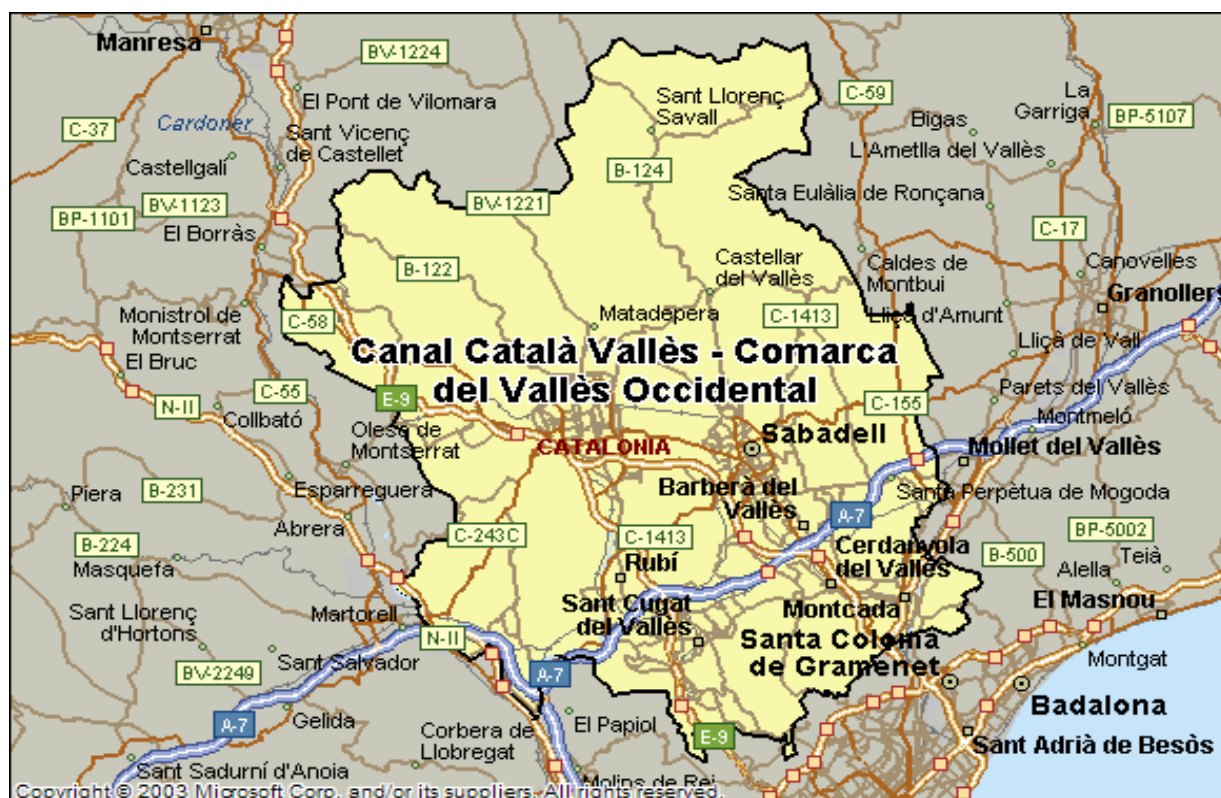 Manresa
BV-1224
C-59
La
Garriga
El Pont de Vilomara
Sant Llorenç
Savall
Bigas
BP-5107
C-37
Cardoner
Sant Vicenç
de Castellet
L'Ametlla del Vallès
Castellgalí
B-124
Santa Eulàlia de Ronçana
BV-1123
BP-1101
BV-1221
C-17
El Borràs
B-122
Castellar
del Vallès
Caldes de
Montbui
Canovelles
Granollers
Monistrol de
Montserrat
C-58
Matadepera
C-1413
Lliçà d'Amunt
El Bruc
Canal Català Vallès - Comarca
del Vallès Occidental
Lliçà de Vall
C-55
Parets del Vallès
N-II
E-9
C-155
Collbató
Olesa de
Montserrat
CATALONIA
Sabadell
Montmeló
Mollet del Vallès
Piera
B-231
Esparreguera
Barberà del
Vallès
Santa Perpètua de Mogoda
A-7
Abrera
C-243C
C-1413
BP-5002
B-224
Masquefa
Rubí
Cerdanyola
del Vallès
B-500
Teià
Alella
Sant Llorenç
d'Hortons
Martorell
Sant Cugat
del Vallès
Montcada
El Masnou
N-II
Santa Coloma
de Gramenet
Sant Salvador
Montgat
BV-2249
A-7
Badalona
A-7
Gelida
Corbera de
Llobregat
El Papiol
E-9
Sant Adrià de Besòs
Sant Sadurní d'Anoia
Molins de Rei
Copyright © 2003 Microsoft Corp. and/or its suppliers. All rights reserved.